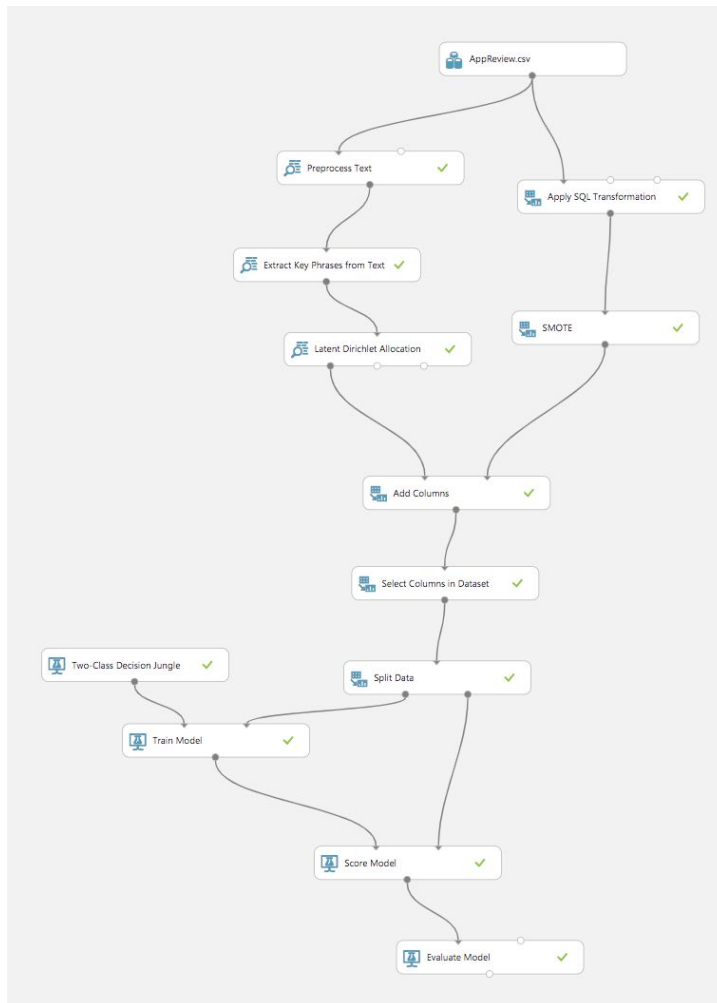 AppReview.csv
Preprocess Text
Apply SQL Transformation
Extract Key Phrases from Text
SMOTE
Latent Dirichlet Allocation
Add Columns
Select Columns in Dataset
Two-Class Decision Jungle
Split Data
Train Model
Score Model
Evaluate Model